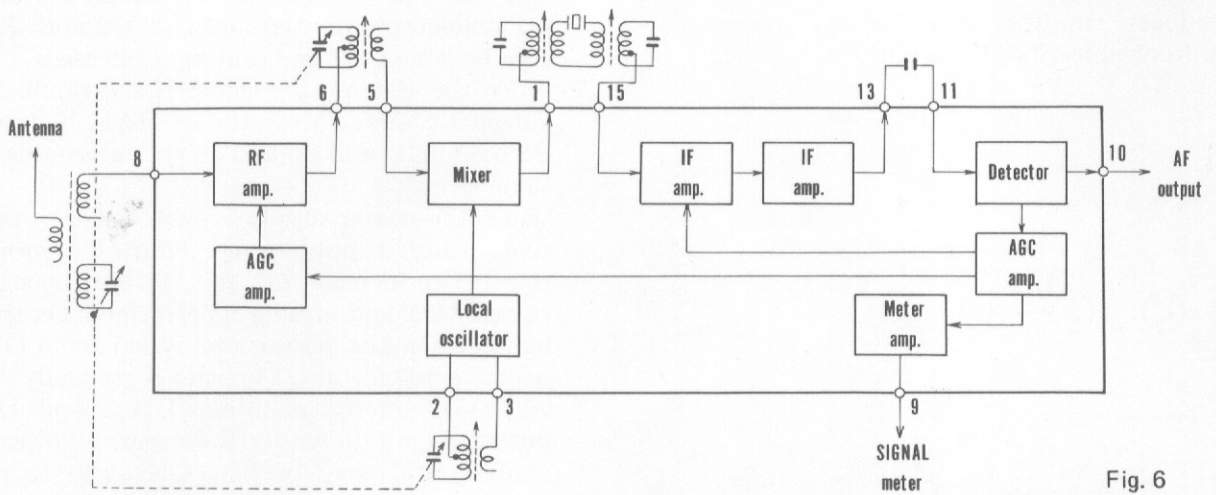 6
5
1
15
13
11
Antenna
8
RF
amp.
Mixer
IF
amp.
IF
amp.
Detector
10
AF
output
AGC
amp.
AGC
amp.
Local
oscillator
Meter
amp.
2
3
9
SIGNAL
meter
Fig. 6